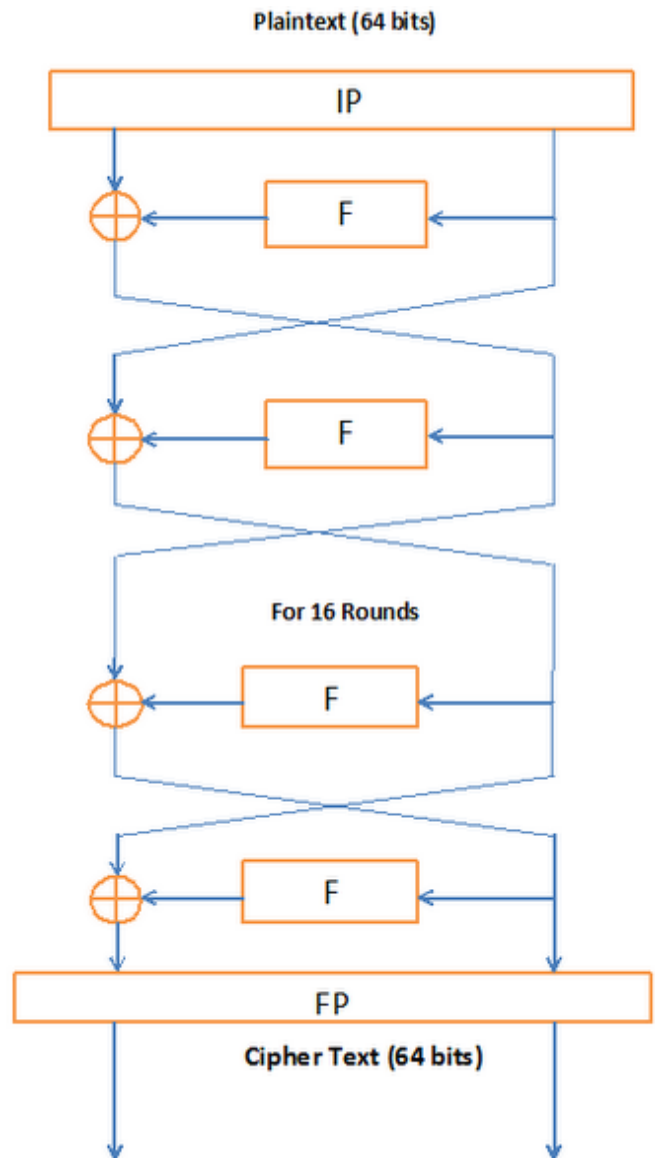 Plaintext (64 bits)
IP
F
F
For 16 Rounds
F
F
FP
Cipher Text (64 bits)